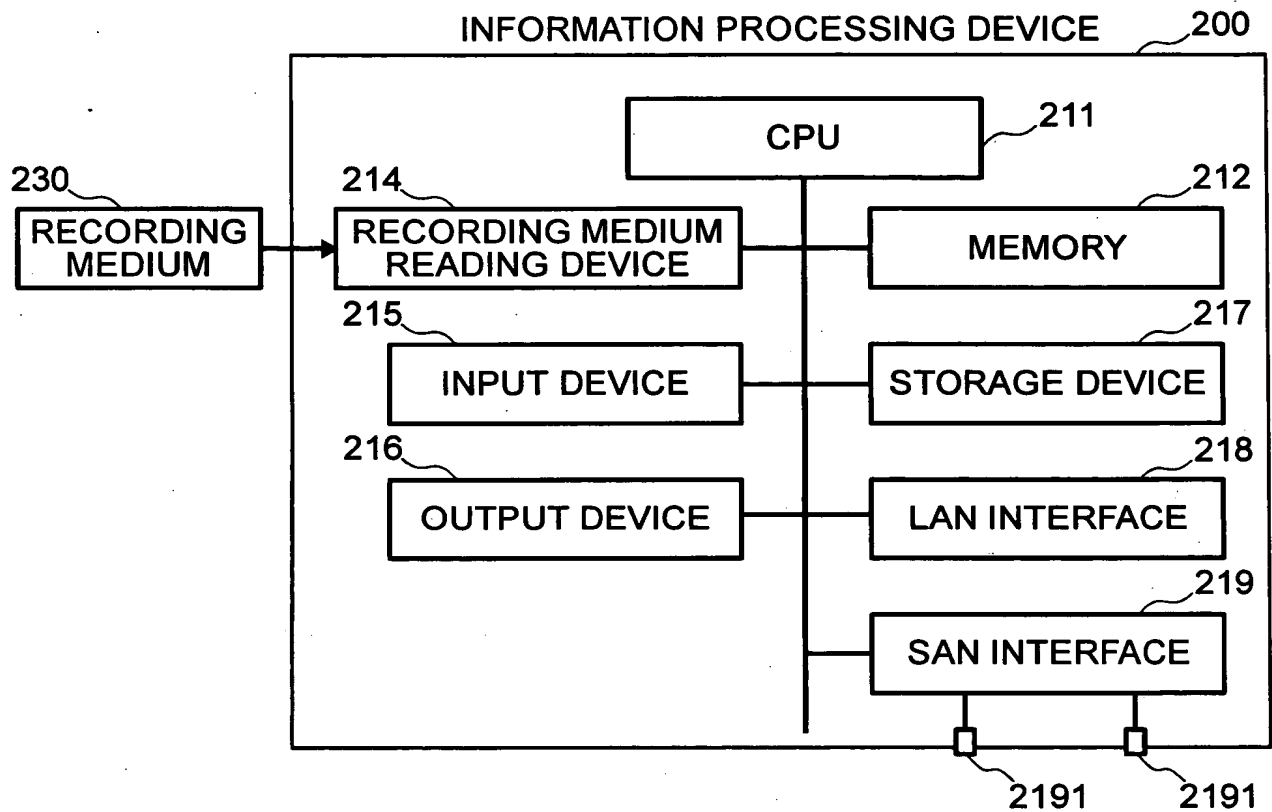 INFORMATION PROCESSING DEVICE
200
CPU
211
230
214
212
RECORDING
MEDIUM
RECORDING MEDIUM
READING DEVICE
MEMORY
215
217
INPUT DEVICE
STORAGE DEVICE
216
218
OUTPUT DEVICE
LAN INTERFACE
219
SAN INTERFACE
2191
2191